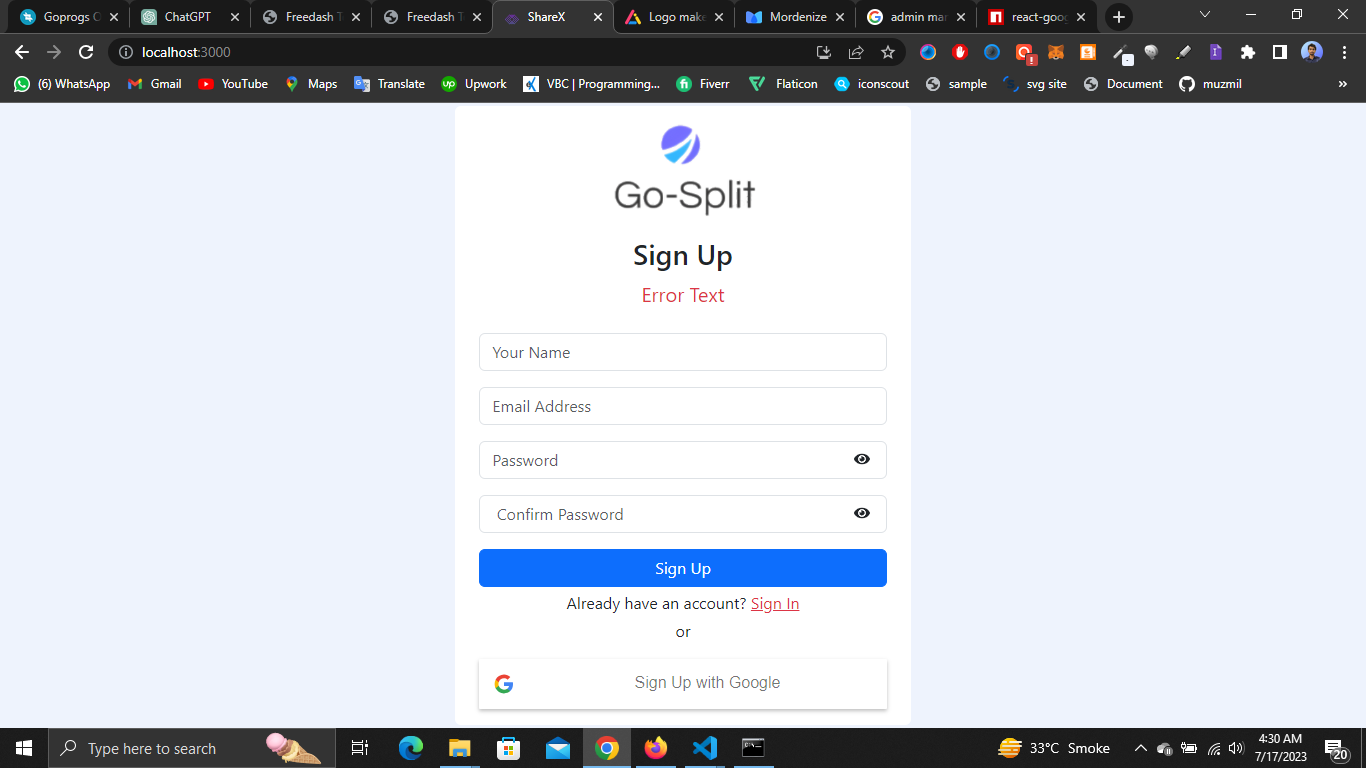 Goprogs C
ChatGPT
Freedash T
Freedash T
ShareX
Logo make
Mordenize
admin mar
react-goog
localhost:3000
(6) WhatsApp
Gmail
YouTube
Maps
Translate
Upwork
VBC | Programming...
Fiverr
Flaticon
iconscout
sample
svg site
Document
muzmil
»
Go-Split
Sign Up
Error Text
Your Name
Email Address
Password
Confirm Password
Sign Up
Already have an account? Sign In
or
Sign Up with Google
Type here to search
33°C Smoke
4:30 AM
7/17/2023
20